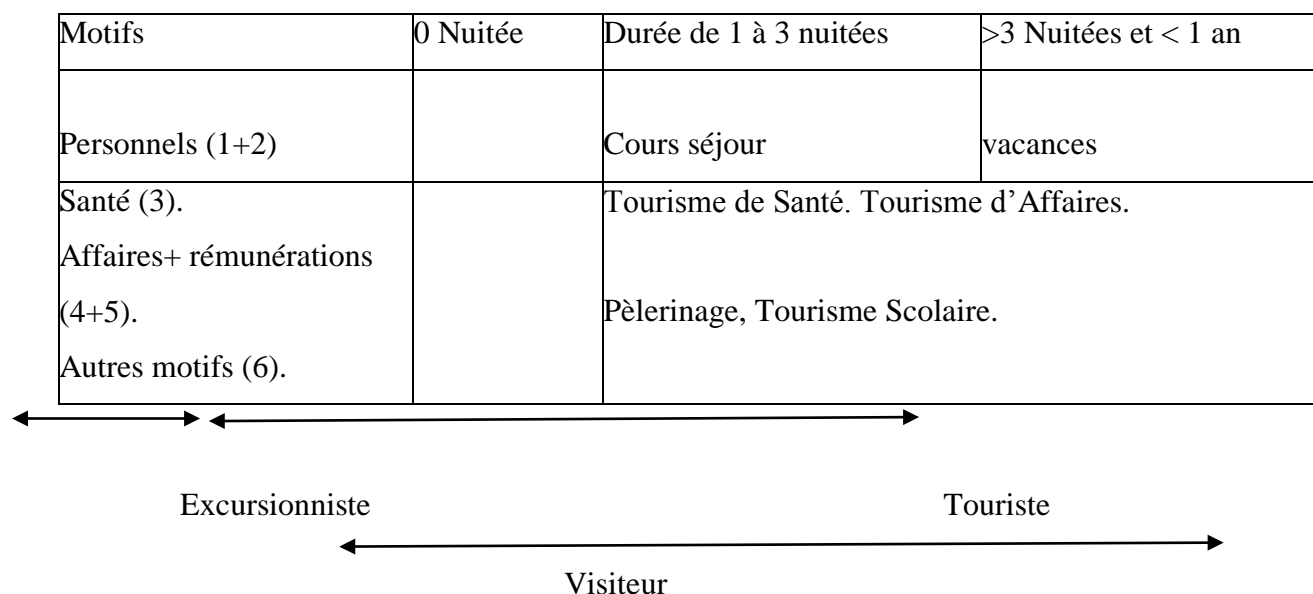 Motifs 0 Nuitée Durée de 1 à 3 nuitées >3 Nuitées et < 1 an
Personnels (1+2) Cours séjour vacances
Santé (3). Tourisme de Santé. Tourisme d’Affaires.
Affaires+ rémunérations
(4+5). Pèlerinage, Tourisme Scolaire.
Autres motifs (6).
Excursionniste Touriste
Visiteur